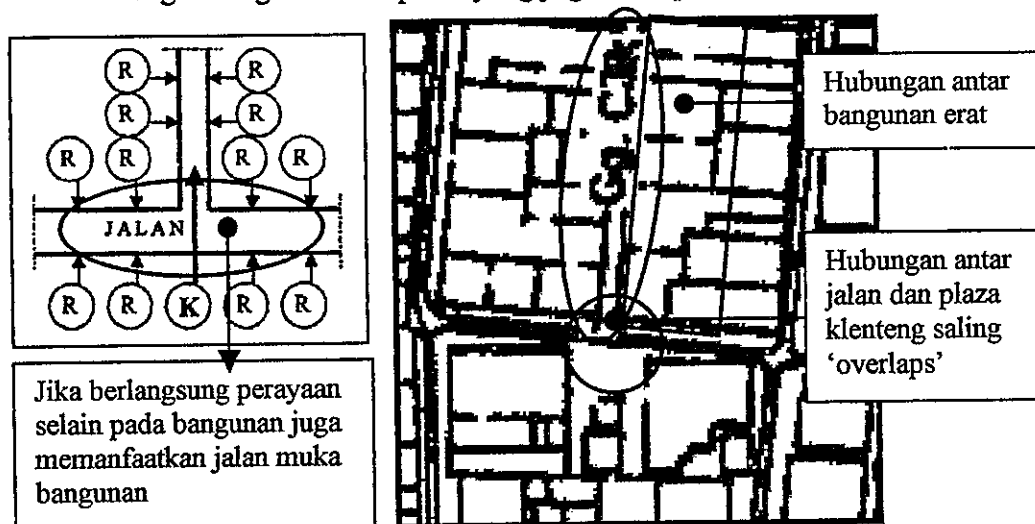 R R
R R
R R R R
JALAN
R R K R R
Jika berlangsung perayaan
selain pada bangunan juga
memanfaatkan jalan muka
bangunan
Hubungan antar
bangunan erat
Hubungan antar
jalan dan plaza
klenteng saling
‘overlaps’